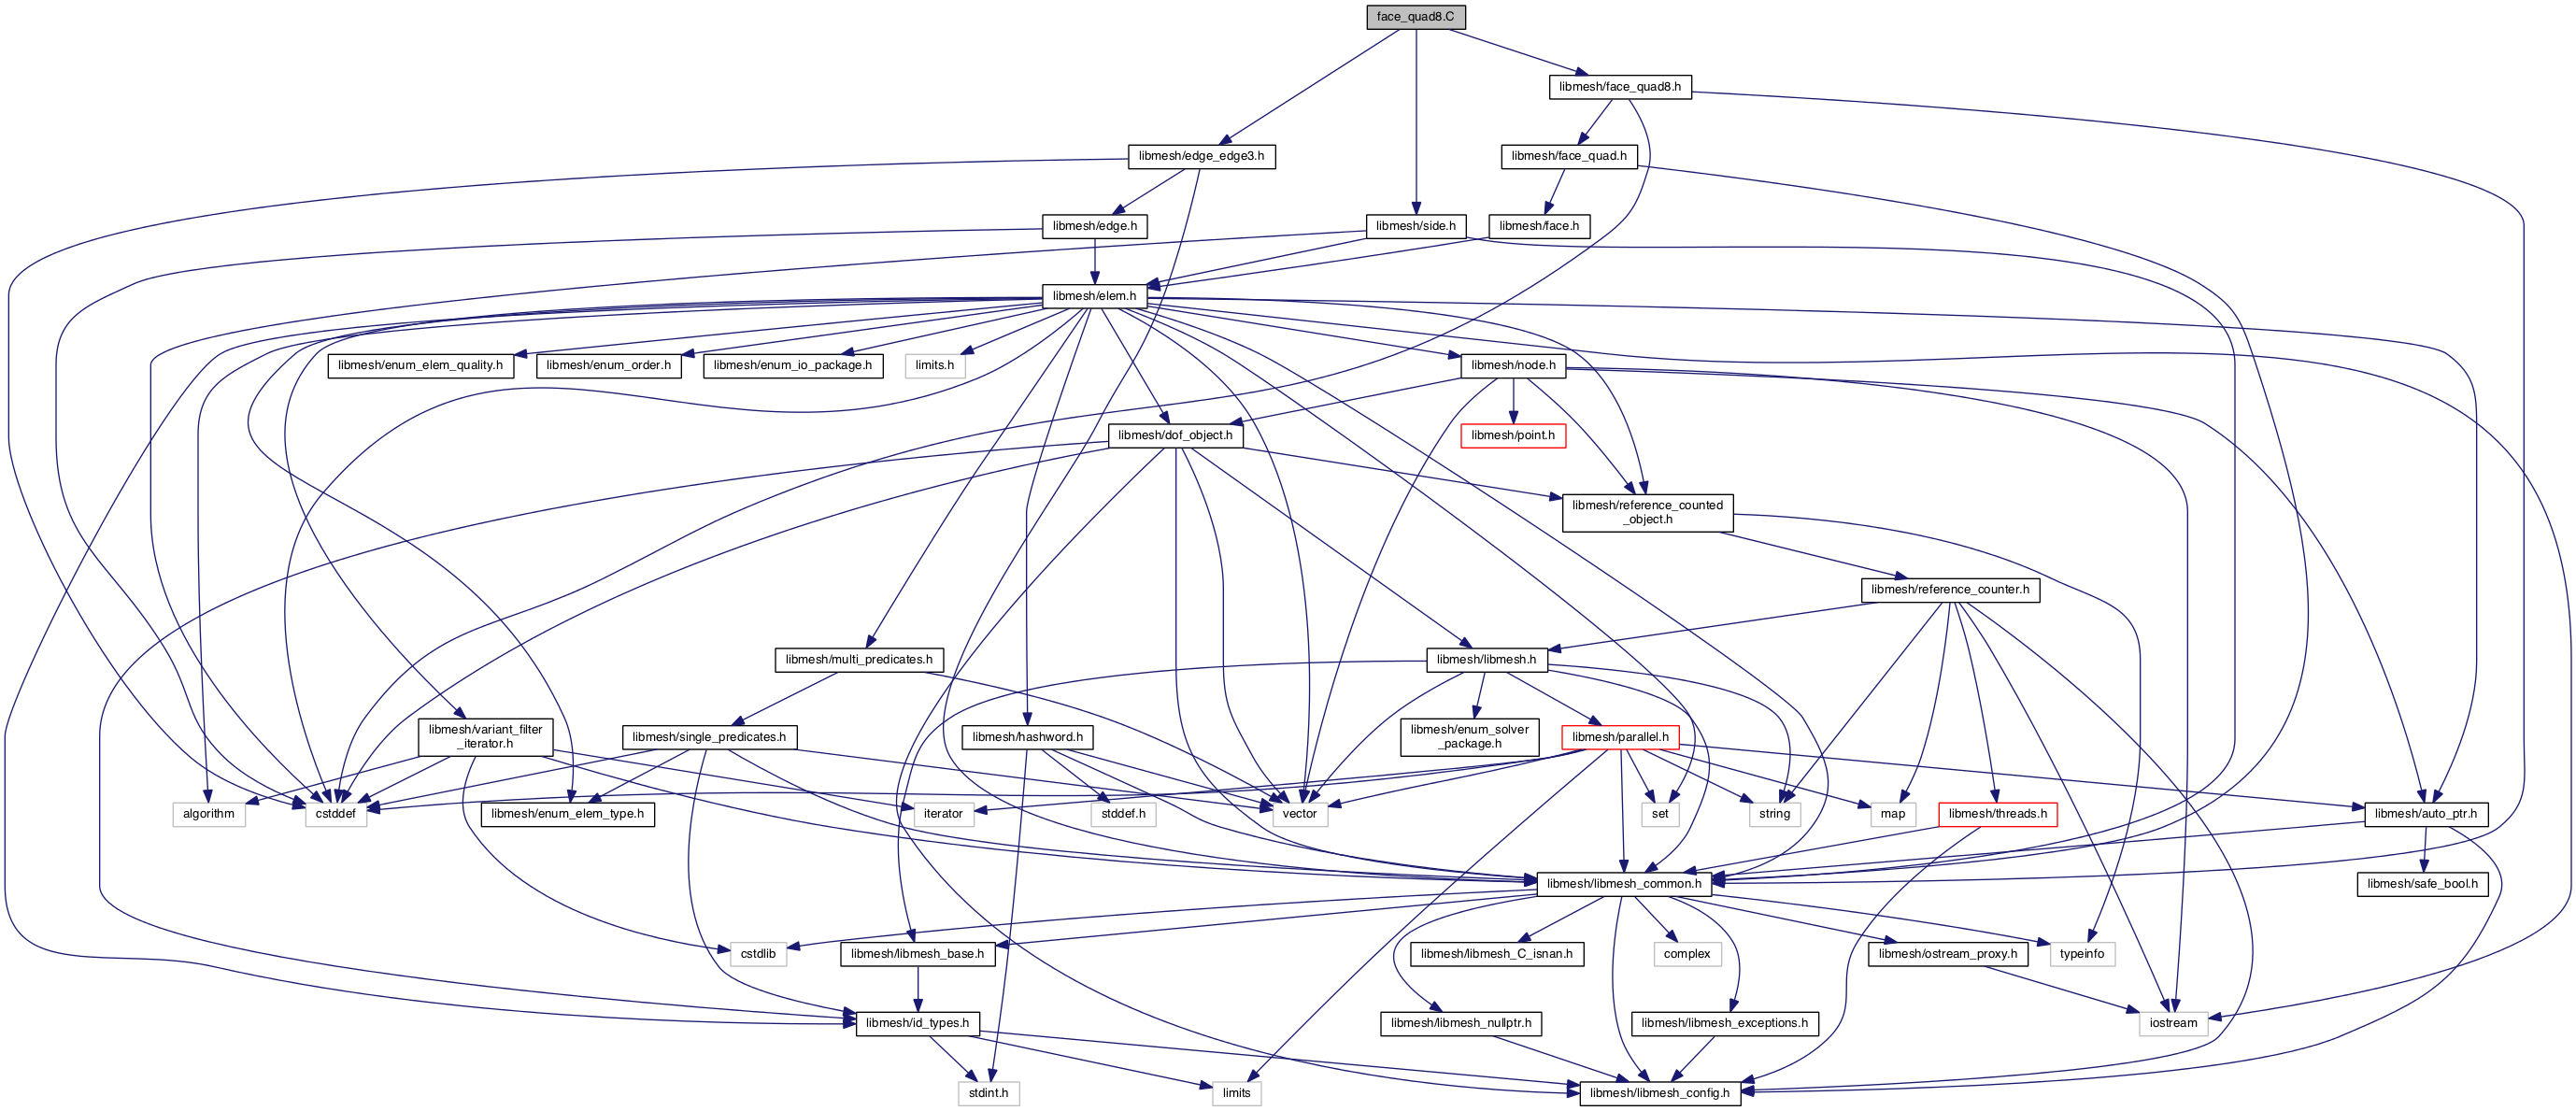 face_quad8.C
libmesh/face_quad8.h
libmesh/edge_edge3.h
libmesh/face_quad.h
libmesh/edge.h
libmesh/side.h
libmesh/face.h
libmesh/elem.h
libmesh/enum_elem_quality.h
libmesh/enum_order.h
libmesh/enum_io_package.h
limits.h
libmesh/node.h
libmesh/dof_object.h
libmesh/point.h
libmesh/reference_counted
_object.h
libmesh/reference_counter.h
libmesh/multi_predicates.h
libmesh/libmesh.h
libmesh/variant_filter
_iterator.h
libmesh/single_predicates.h
libmesh/hashword.h
libmesh/enum_solver
_package.h
libmesh/parallel.h
algorithm
cstddef
libmesh/enum_elem_type.h
iterator
stddef.h
vector
set
string
map
libmesh/threads.h
libmesh/auto_ptr.h
libmesh/libmesh_common.h
libmesh/safe_bool.h
cstdlib
libmesh/libmesh_base.h
libmesh/libmesh_C_isnan.h
complex
libmesh/ostream_proxy.h
typeinfo
libmesh/id_types.h
libmesh/libmesh_nullptr.h
libmesh/libmesh_exceptions.h
iostream
stdint.h
limits
libmesh/libmesh_config.h